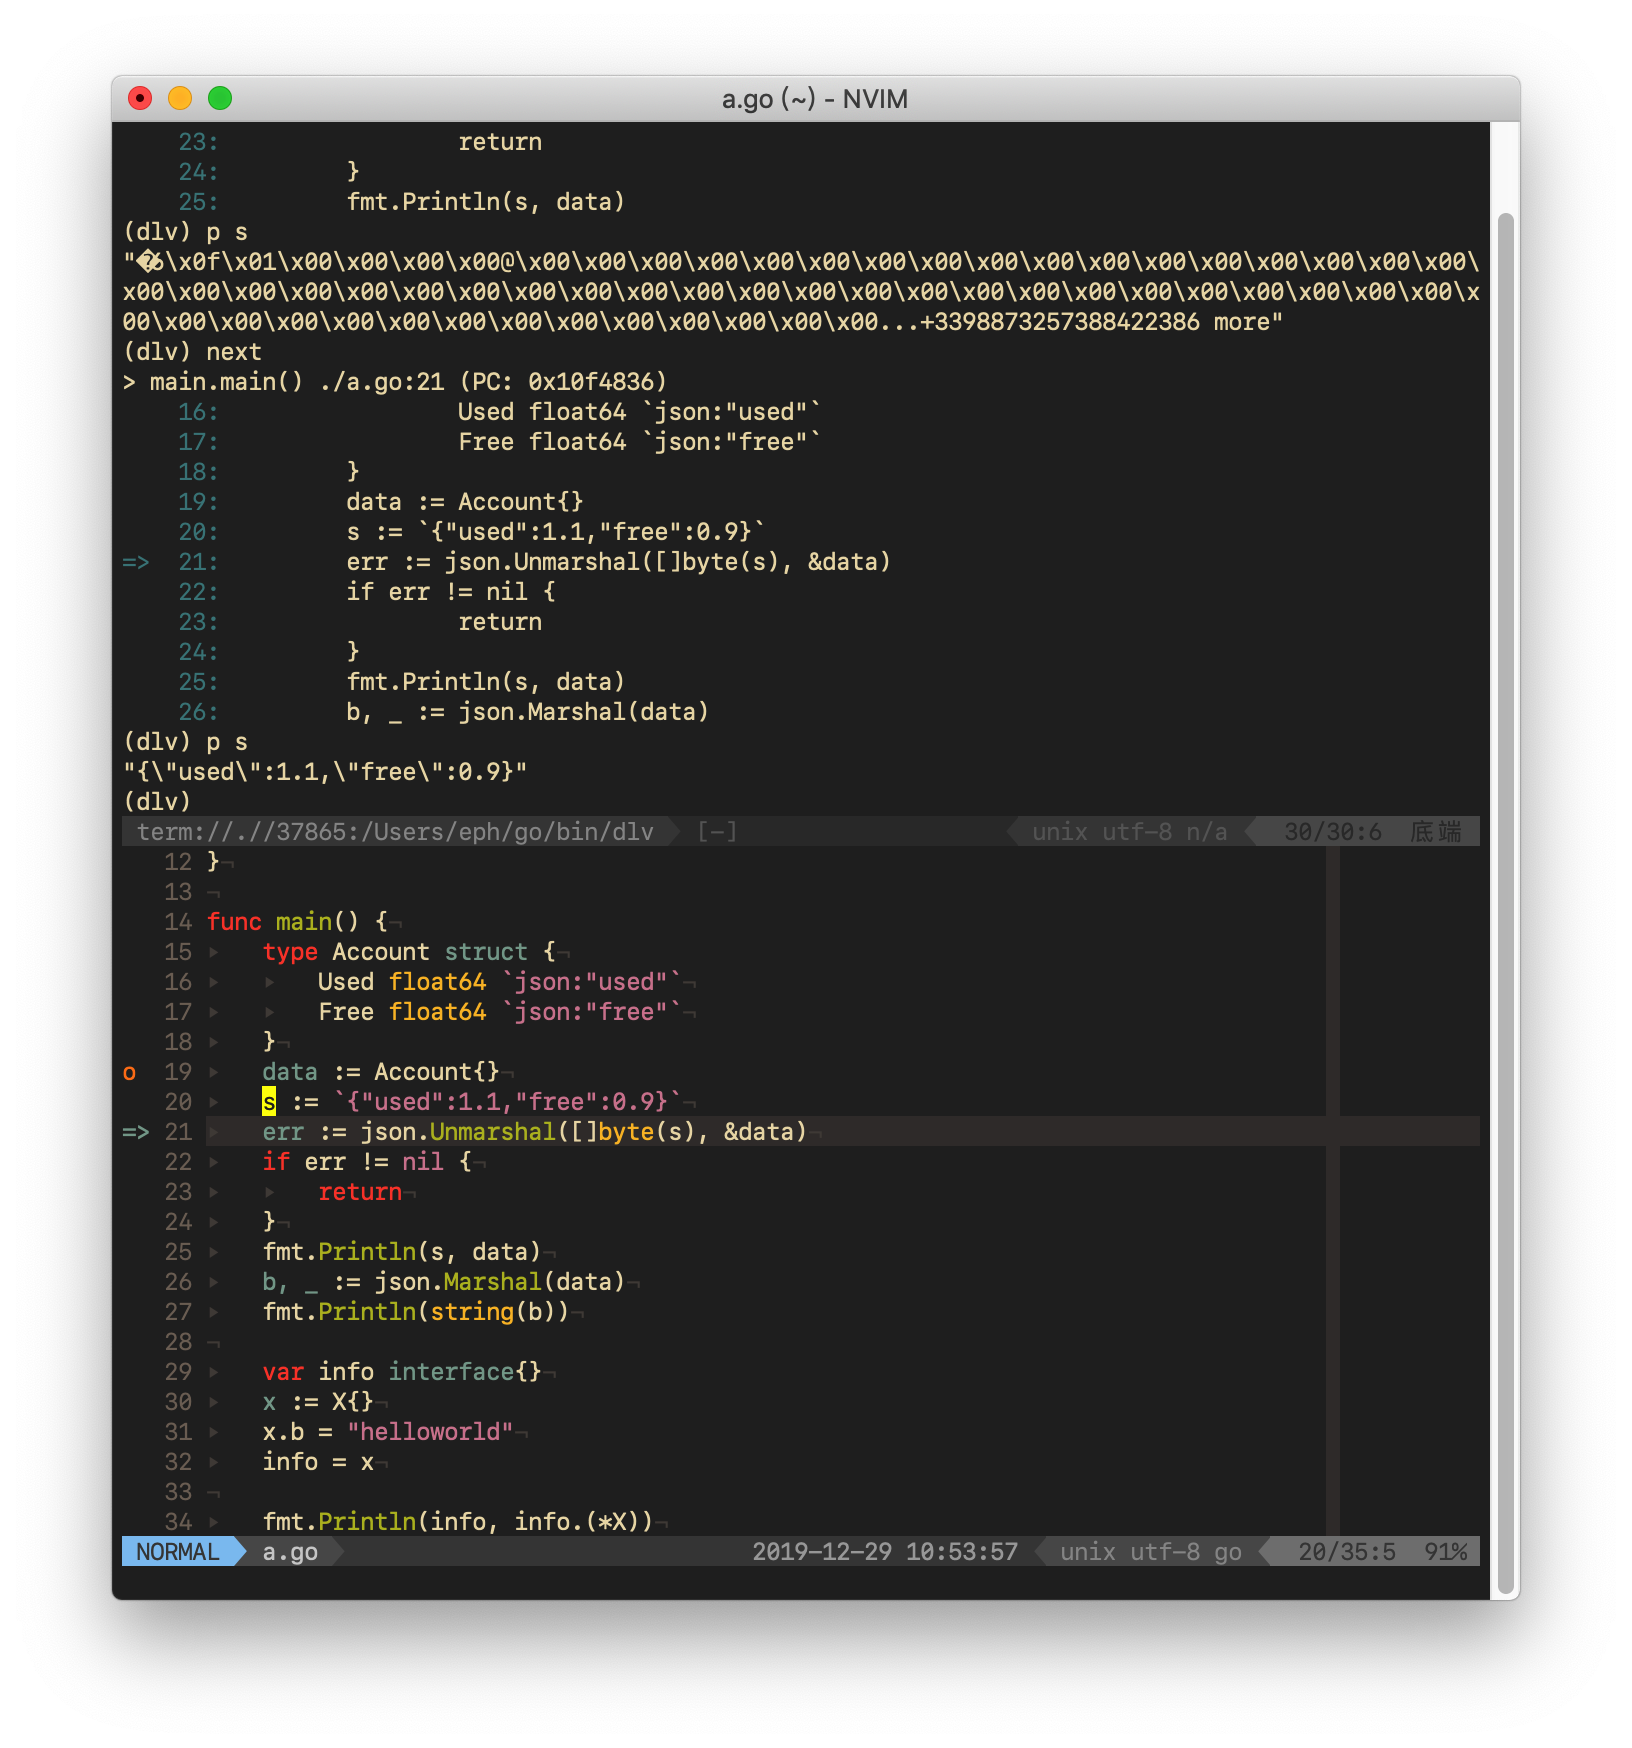 a.go (~) - NVIM
23: return
24: }
25: fmt.Println(s, data)
(dlv) p s
"�6\x0f\x01\x00\x00\x00\x00@\x00\x00\x00\x00\x00\x00\x00\x00\x00\x00\x00\x00\x00\x00\x00\x00\x00\
x00\x00\x00\x00\x00\x00\x00\x00\x00\x00\x00\x00\x00\x00\x00\x00\x00\x00\x00\x00\x00\x00\x00\x00\x
00\x00\x00\x00\x00\x00\x00\x00\x00\x00\x00\x00\x00\x00...+3398873257388422386 more"
(dlv) next
> main.main() ./a.go:21 (PC: 0x10f4836)
16: Used float64 `json:"used"`
17: Free float64 `json:"free"`
18: }
19: data := Account{}
20: s := `{"used":1.1,"free":0.9}`
=> 21: err := json.Unmarshal([]byte(s), &data)
22: if err != nil {
23: return
24: }
25: fmt.Println(s, data)
26: b, _ := json.Marshal(data)
(dlv) p s
"{\"used\":1.1,\"free\":0.9}"
(dlv)
term://.//37865:/Users/eph/go/bin/dlv [-] unix utf-8 n/a 30/30:6 底端
12 }¬
13 ¬
14 func main() {¬
15 ▸ type Account struct {¬
16 ▸ ▸ Used float64 `json:"used"`¬
17 ▸ ▸ Free float64 `json:"free"`¬
18 ▸ }¬
o 19 ▸ data := Account{}¬
20 ▸ s := `{"used":1.1,"free":0.9}`¬
=> 21 ▸ err := json.Unmarshal([]byte(s), &data)¬
22 ▸ if err != nil {¬
23 ▸ ▸ return¬
24 ▸ }¬
25 ▸ fmt.Println(s, data)¬
26 ▸ b, _ := json.Marshal(data)¬
27 ▸ fmt.Println(string(b))¬
28 ¬
29 ▸ var info interface{}¬
30 ▸ x := X{}¬
31 ▸ x.b = "helloworld"¬
32 ▸ info = x¬
33 ¬
34 ▸ fmt.Println(info, info.(*X))¬
NORMAL a.go 2019-12-29 10:53:57 unix utf-8 go 20/35:5 91%